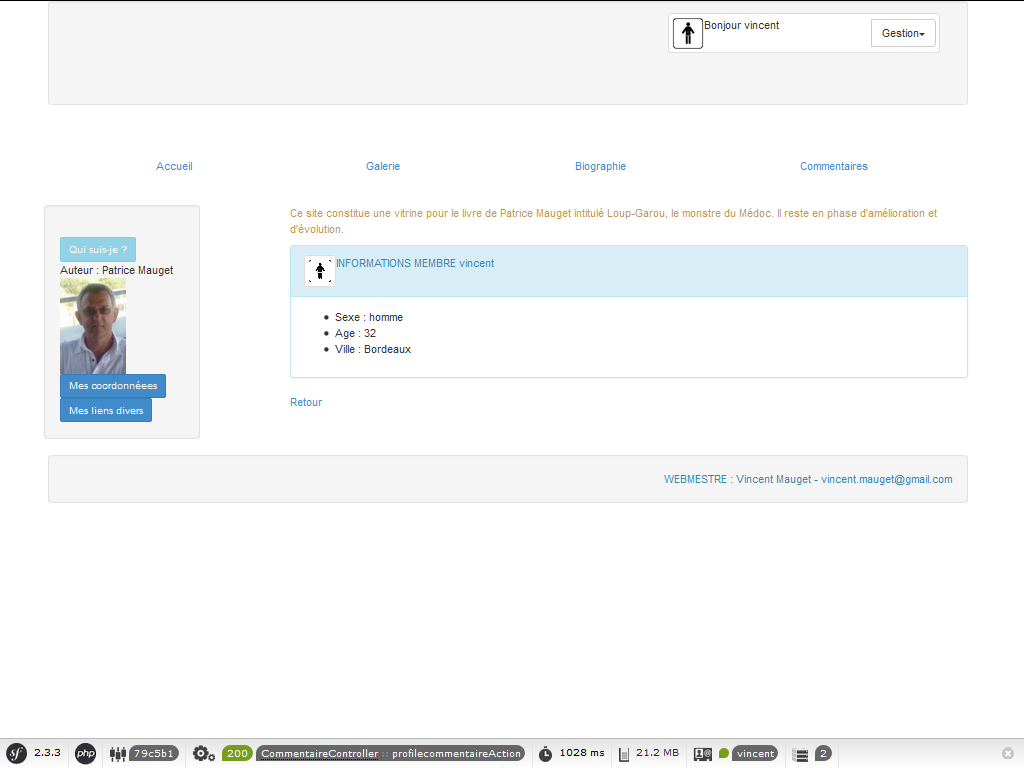 Bonjour vincent
Gestion
Accueil Galerie Biographie Commentaires
Qui suis-je ?
Auteur : Patrice Mauget
Mes coordonnéees
Mes liens divers
Ce site constitue une vitrine pour le livre de Patrice Mauget intitulé Loup-Garou, le monstre du Médoc. Il reste en phase d'amélioration et
d'évolution.
INFORMATIONS MEMBRE vincent
Sexe : homme
Age : 32
Ville : Bordeaux
Retour
WEBMESTRE : Vincent Mauget - vincent.mauget@gmail.com
sf 2.3.3 php 79c5b1 200 CommentaireController :: profilecommentaireAction 1028 ms 21.2 MB vincent 2